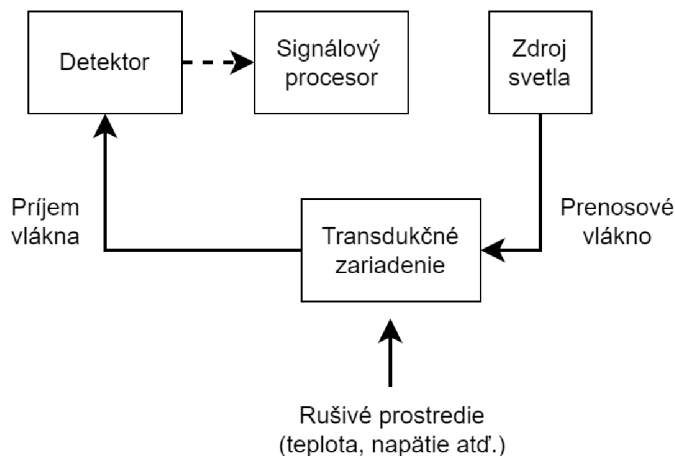 Detektor
Signálový
procesor
Zdroj
svetla
Príjem
vlákna
Transdukčné
zariadenie
Prenosové
vlákno
Rušivé prostredie
(teplota, napätie atď.)